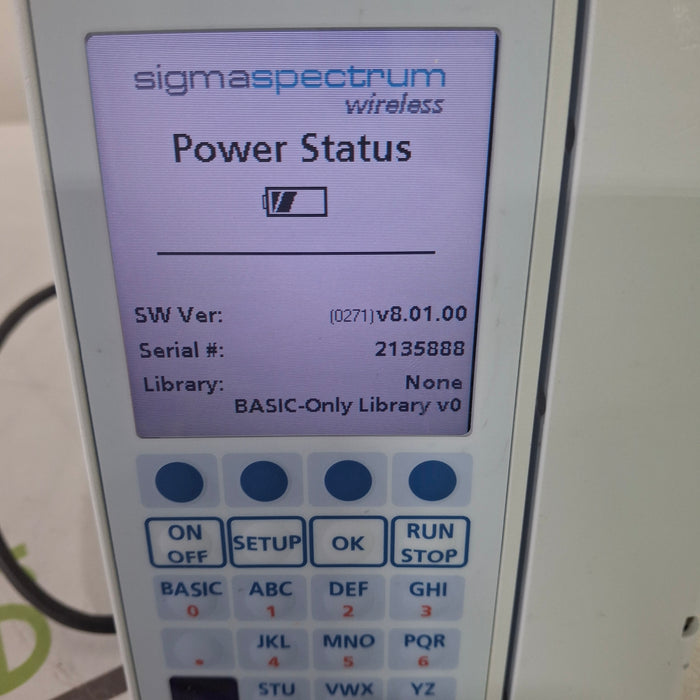 sigmaspectrum
wireless
Power Status
SW Ver: (0271)v8.01.00
Serial #: 2135888
Library: None
BASIC-Only Library v0
ON OFF SETUP OK RUN STOP
BASIC 0 ABC 1 DEF 2 GHI 3
. JKL 4 MNO 5 PQR 6
STU VWX YZ